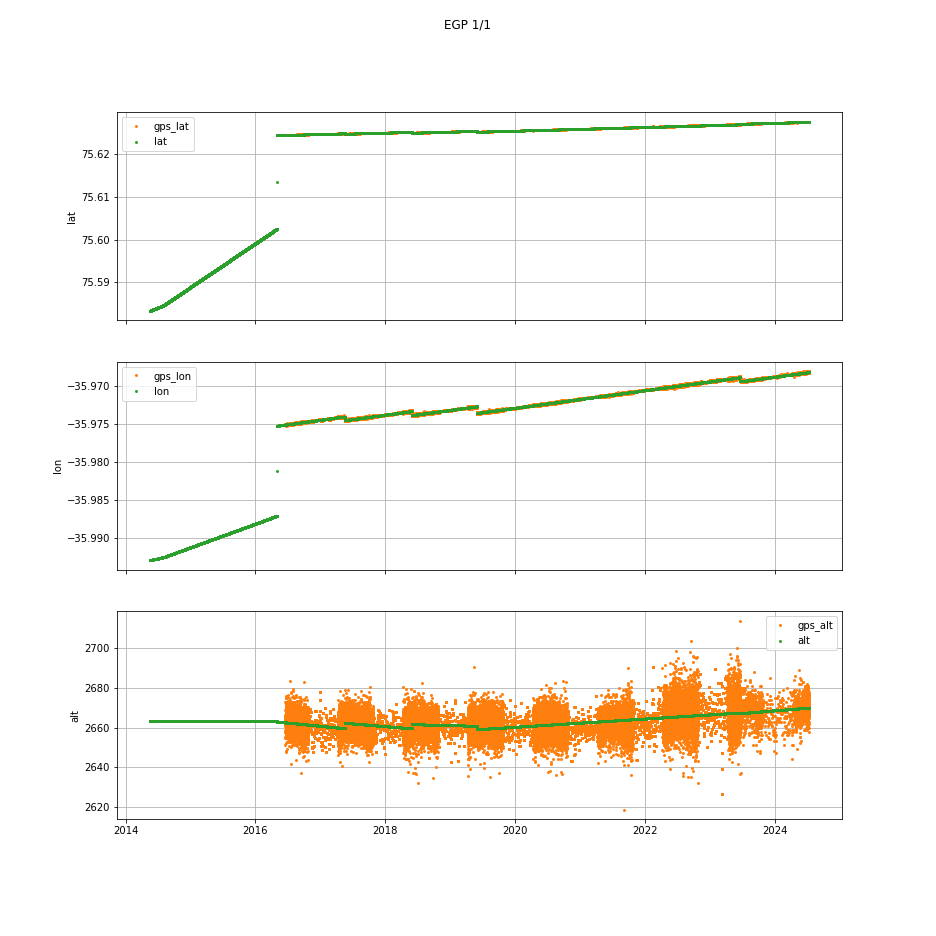 EGP 1/1
gps_lat
lat
75.62
75.61
75.60
75.59
lat
gps_lon
lon
−35.970
−35.975
−35.980
−35.985
−35.990
lon
gps_alt
alt
2700
2680
2660
2640
2620
alt
2014 2016 2018 2020 2022 2024